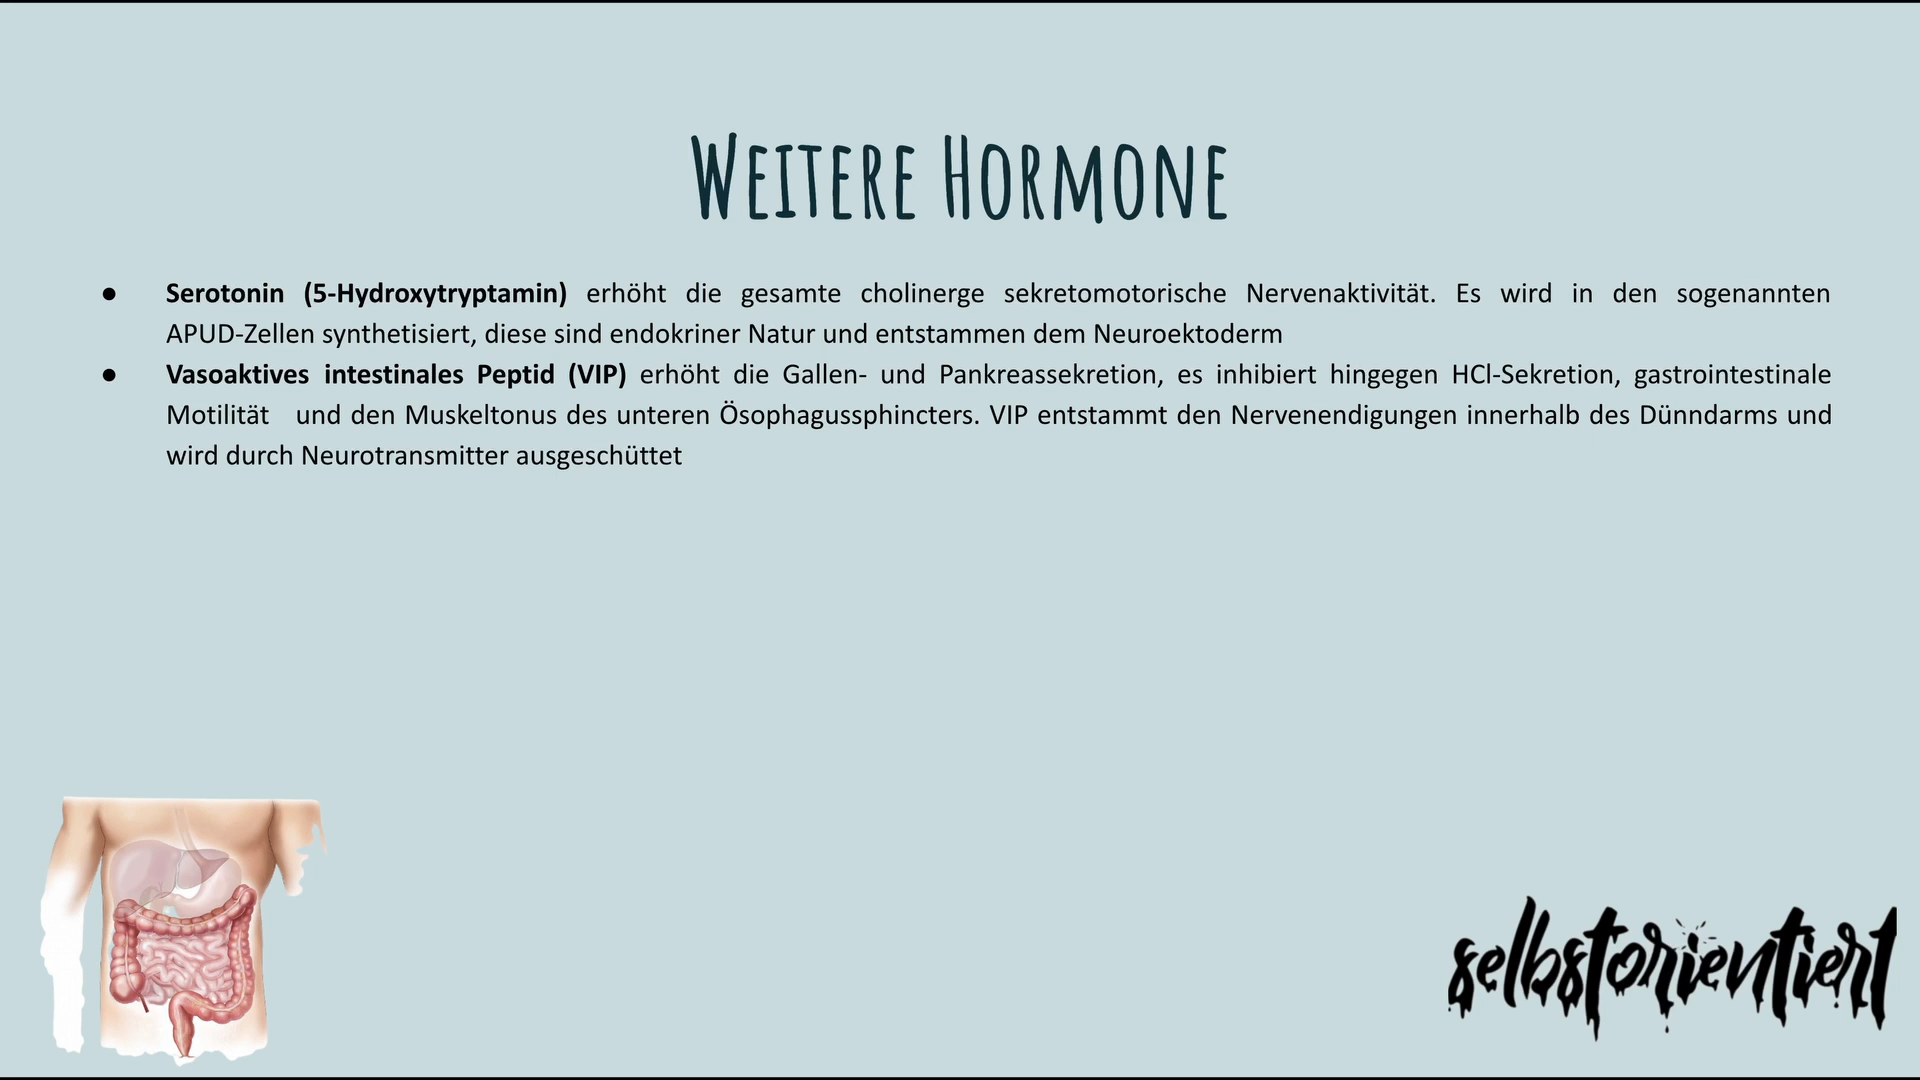 WEITERE HORMONE
● Serotonin (5-Hydroxytryptamin) erhöht die gesamte cholinerge sekretomotorische Nervenaktivität. Es wird in den sogenannten
APUD-Zellen synthetisiert, diese sind endokriner Natur und entstammen dem Neuroektoderm
● Vasoaktives intestinales Peptid (VIP) erhöht die Gallen- und Pankreassekretion, es inhibiert hingegen HCl-Sekretion, gastrointestinale
Motilität und den Muskeltonus des unteren Ösophagussphincters. VIP entstammt den Nervenendigungen innerhalb des Dünndarms und
wird durch Neurotransmitter ausgeschüttet
selbstorientiert